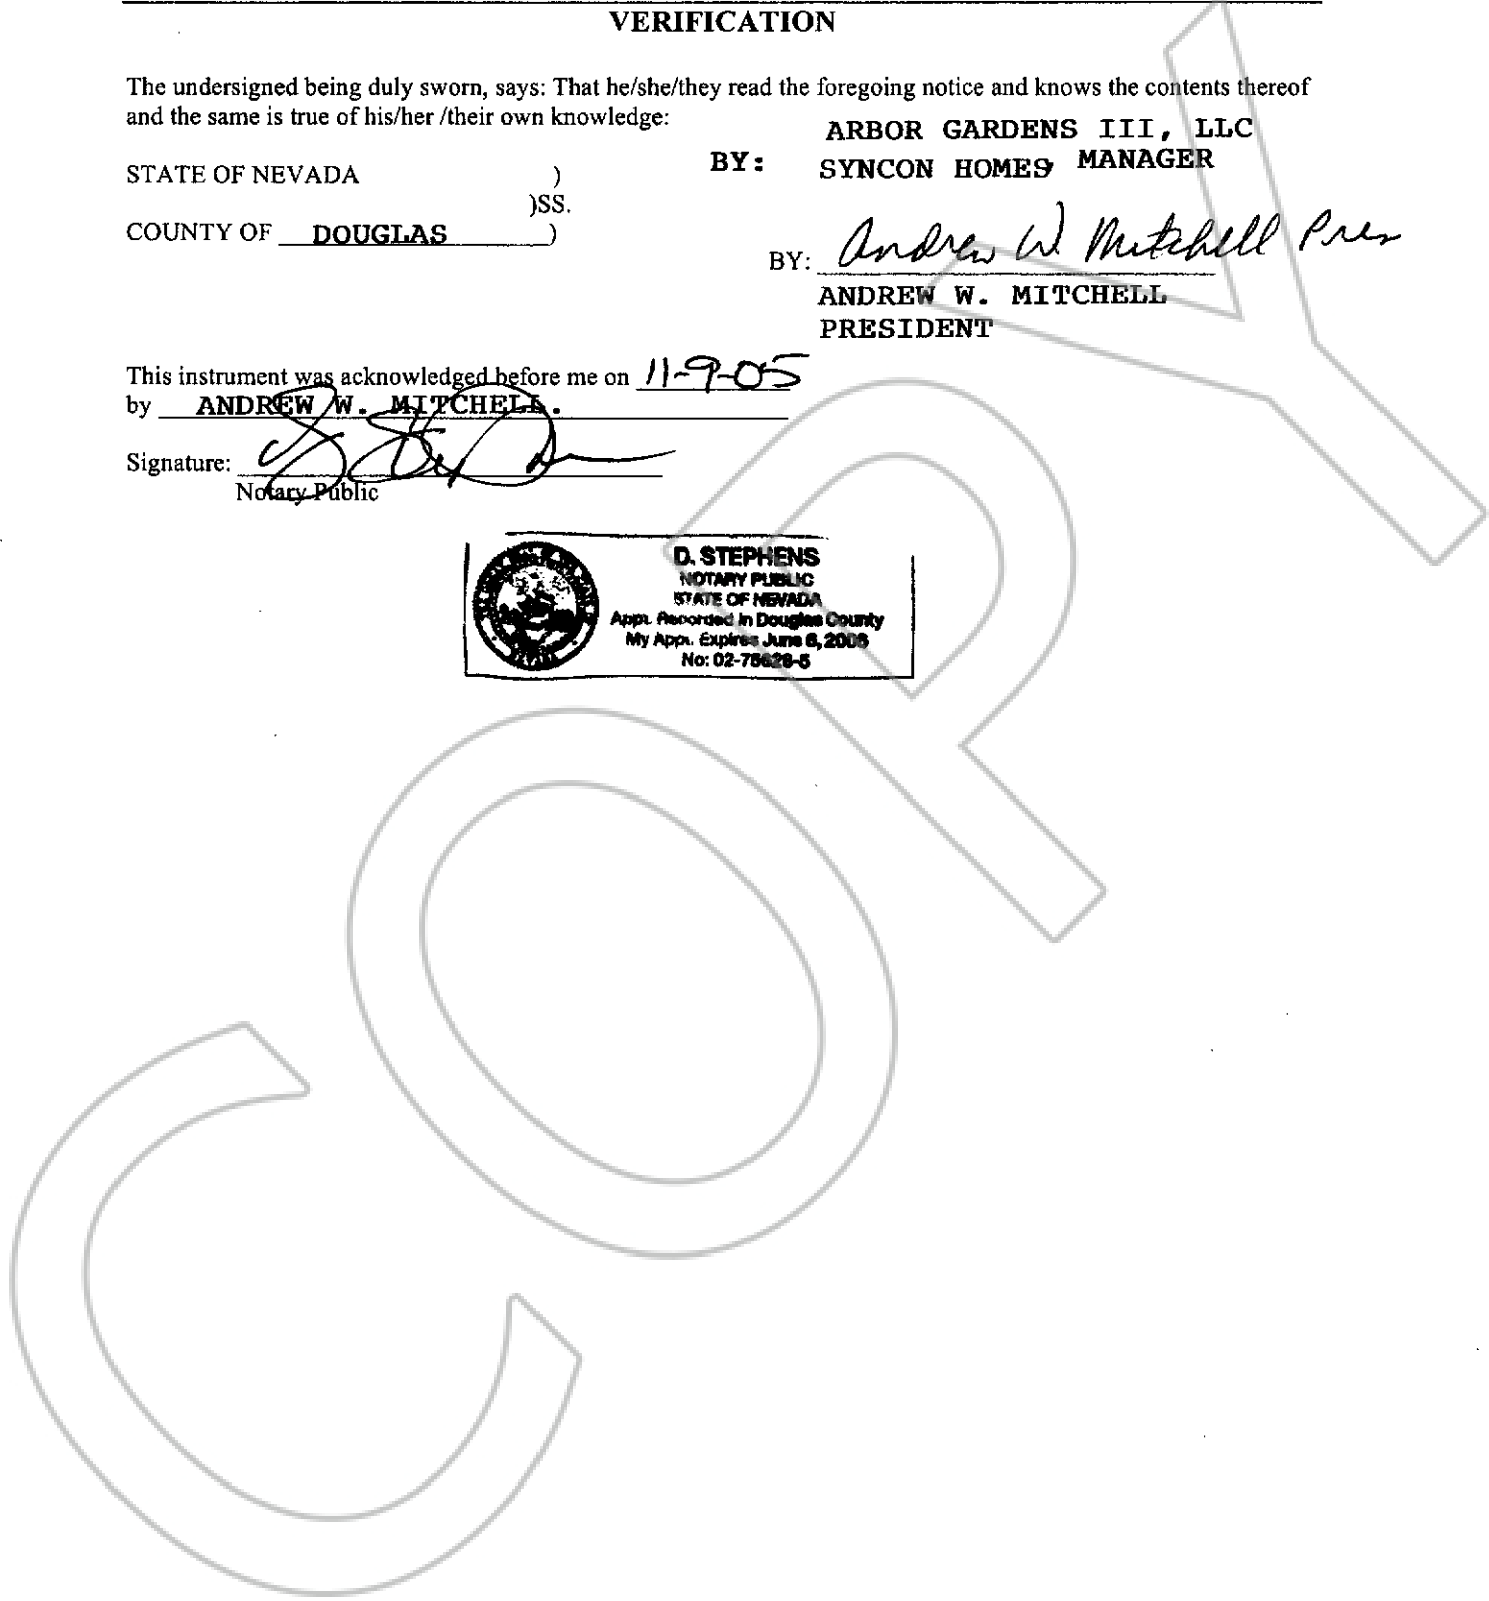 VERIFICATION
The undersigned being duly sworn, says: That he/she/they read the foregoing notice and knows the contents thereof
and the same is true of his/her /their own knowledge:
ARBOR GARDENS III, LLC
BY: SYNCON HOMES, MANAGER
STATE OF NEVADA )
)SS.
COUNTY OF DOUGLAS )
BY: Andrew W. Mitchell Pres
ANDREW W. MITCHELL
PRESIDENT
This instrument was acknowledged before me on 11-9-05
by ANDREW W. MITCHELL.
Signature:
Notary Public
D. STEPHENS
NOTARY PUBLIC
STATE OF NEVADA
Appt. Recorded in Douglas County
My Appt. Expires June 6,
No: 02-
COPY